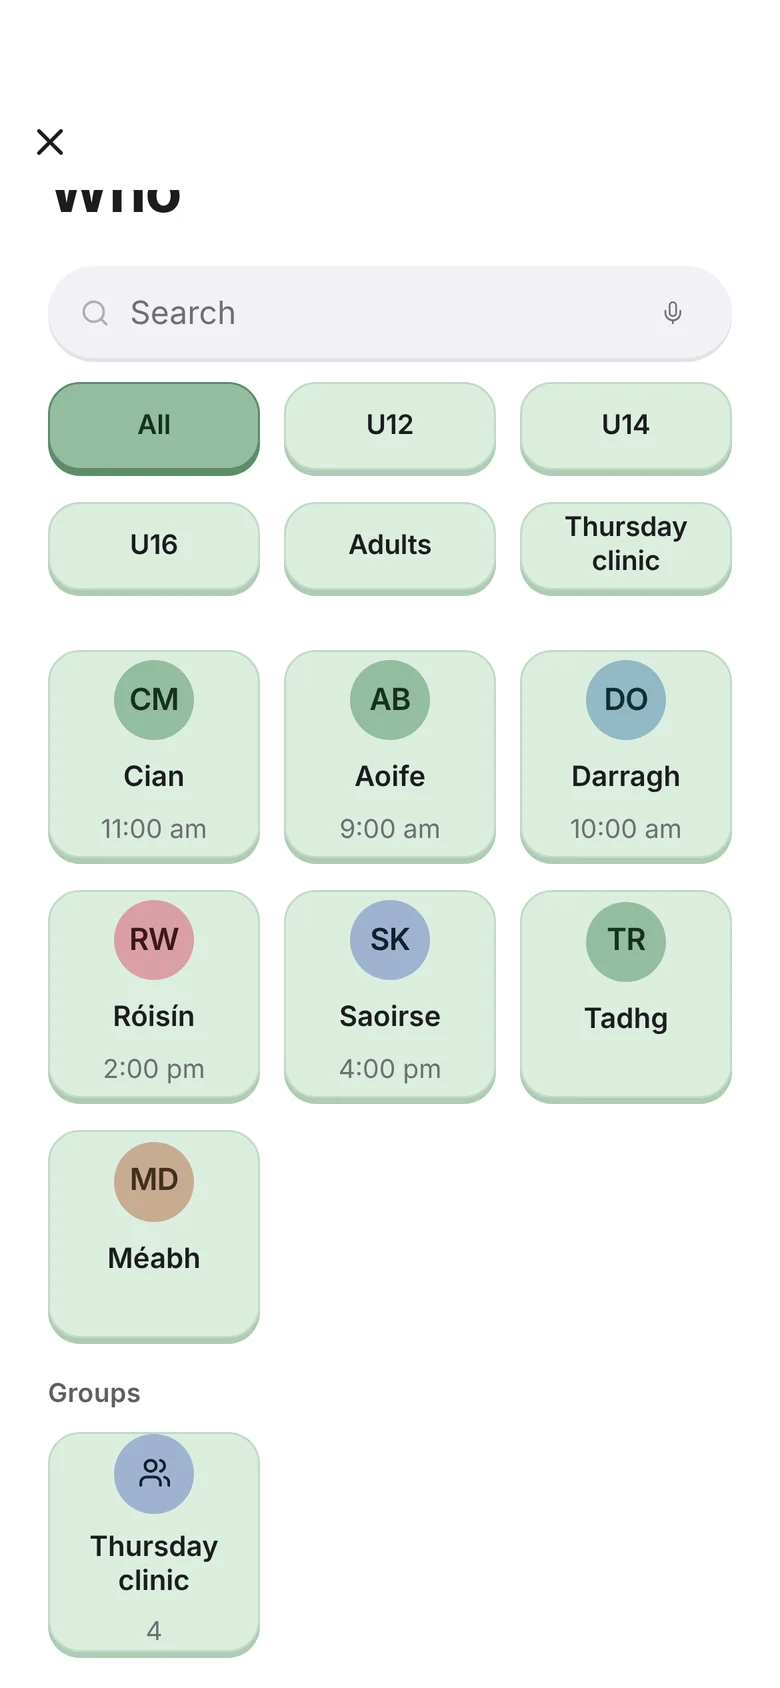 Who
Search
All
U12
U14
U16
Adults
Thursday
clinic
CM
Cian
11:00 am
AB
Aoife
9:00 am
DO
Darragh
10:00 am
RW
Róisín
2:00 pm
SK
Saoirse
4:00 pm
TR
Tadhg
MD
Méabh
Groups
Thursday
clinic
4